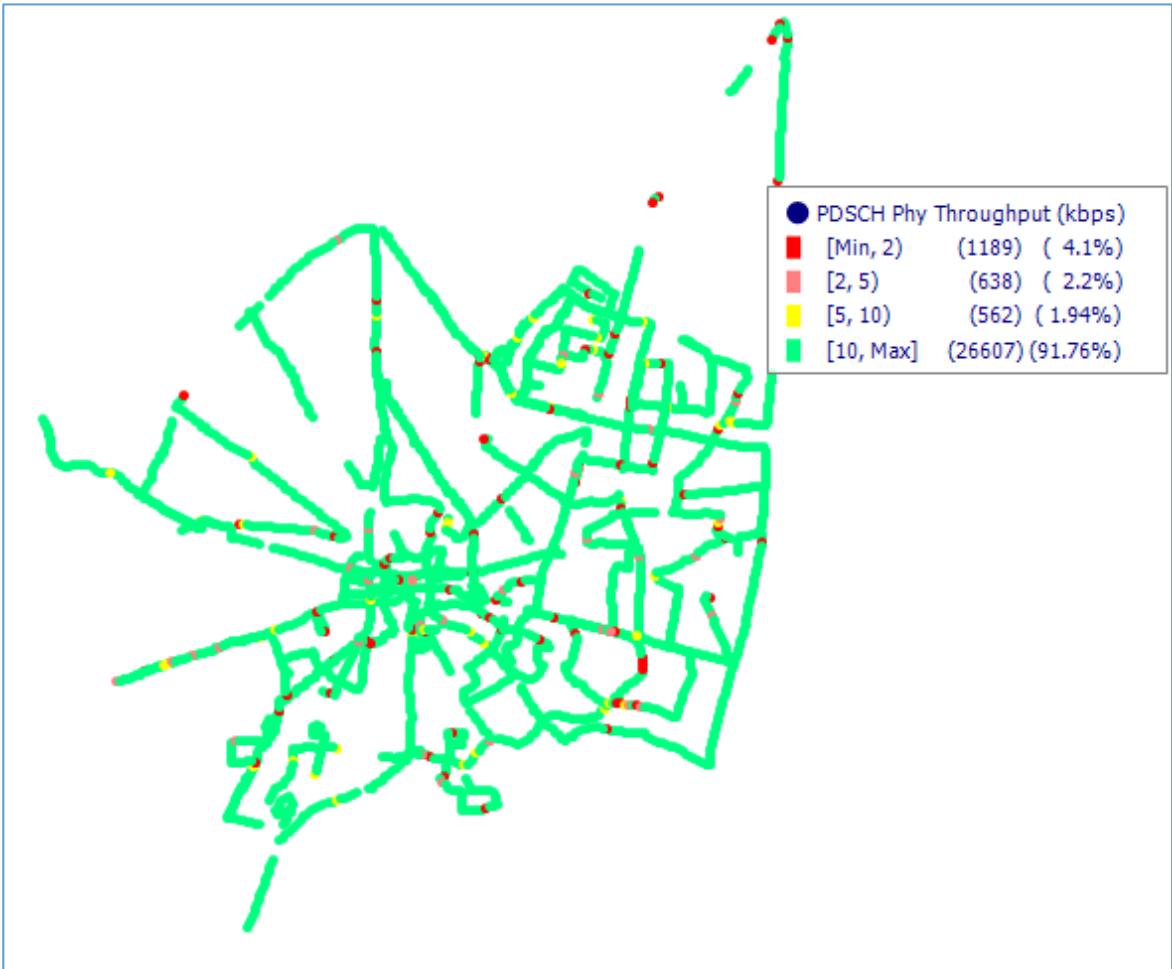 PDSCH Phy Throughput (kbps)
[Min, 2) (1189) ( 4.1%)
[2, 5) (638) ( 2.2%)
[5, 10) (562) ( 1.94%)
[10, Max] (26607) (91.76%)